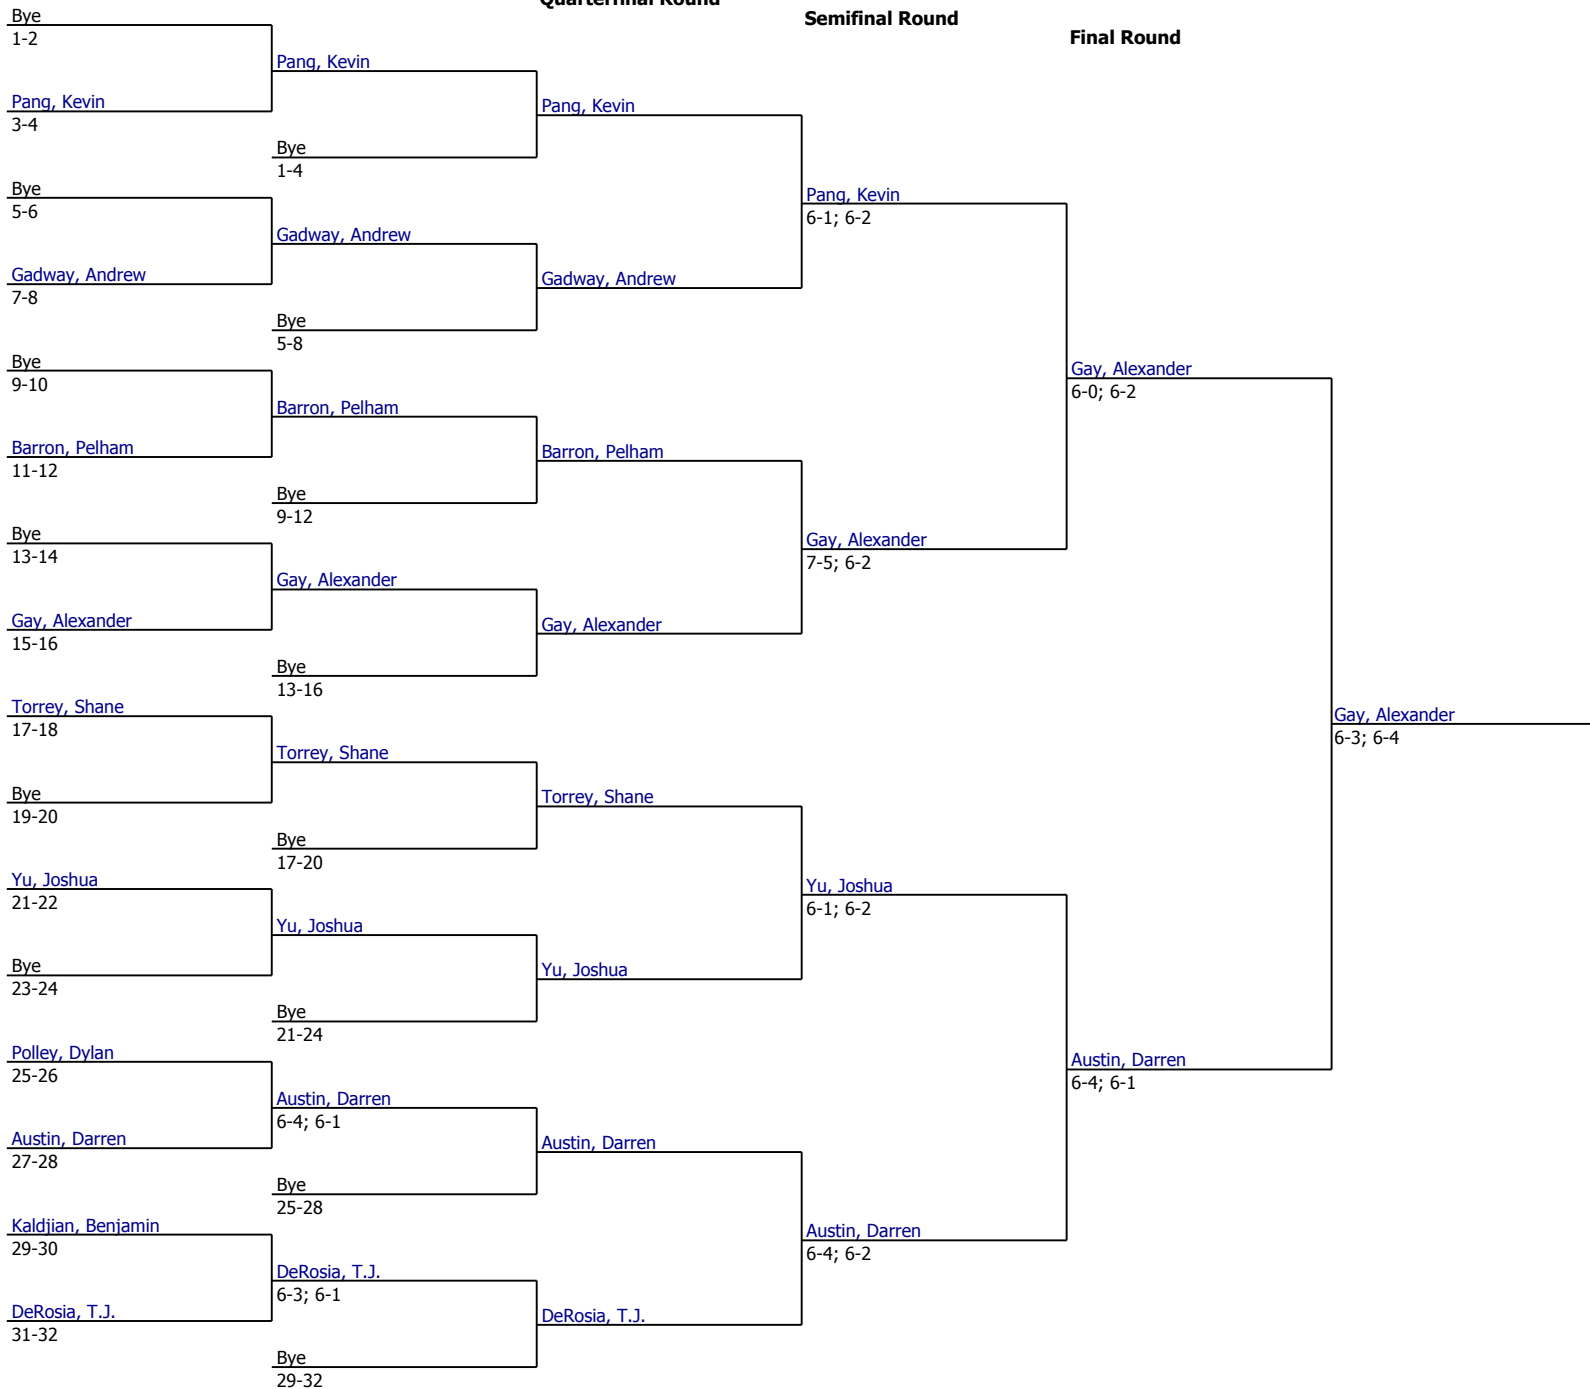 Quarterfinal Round
Semifinal Round
Final Round
Bye
1-2
Pang, Kevin
3-4
Bye
5-6
Gadway, Andrew
7-8
Bye
9-10
Barron, Pelham
11-12
Bye
13-14
Gay, Alexander
15-16
Torrey, Shane
17-18
Bye
19-20
Yu, Joshua
21-22
Bye
23-24
Polley, Dylan
25-26
Austin, Darren
27-28
Kaldjian, Benjamin
29-30
DeRosia, T.J.
31-32
Pang, Kevin
Bye
1-4
Gadway, Andrew
Bye
5-8
Barron, Pelham
Bye
9-12
Gay, Alexander
Bye
13-16
Torrey, Shane
Bye
17-20
Yu, Joshua
Bye
21-24
Austin, Darren
6-4; 6-1
Bye
25-28
DeRosia, T.J.
6-3; 6-1
Bye
29-32
Pang, Kevin
Gadway, Andrew
Barron, Pelham
Gay, Alexander
Torrey, Shane
Yu, Joshua
Austin, Darren
DeRosia, T.J.
Pang, Kevin
6-1; 6-2
Gay, Alexander
7-5; 6-2
Yu, Joshua
6-1; 6-2
Austin, Darren
6-4; 6-2
Gay, Alexander
6-0; 6-2
Austin, Darren
6-4; 6-1
Gay, Alexander
6-3; 6-4